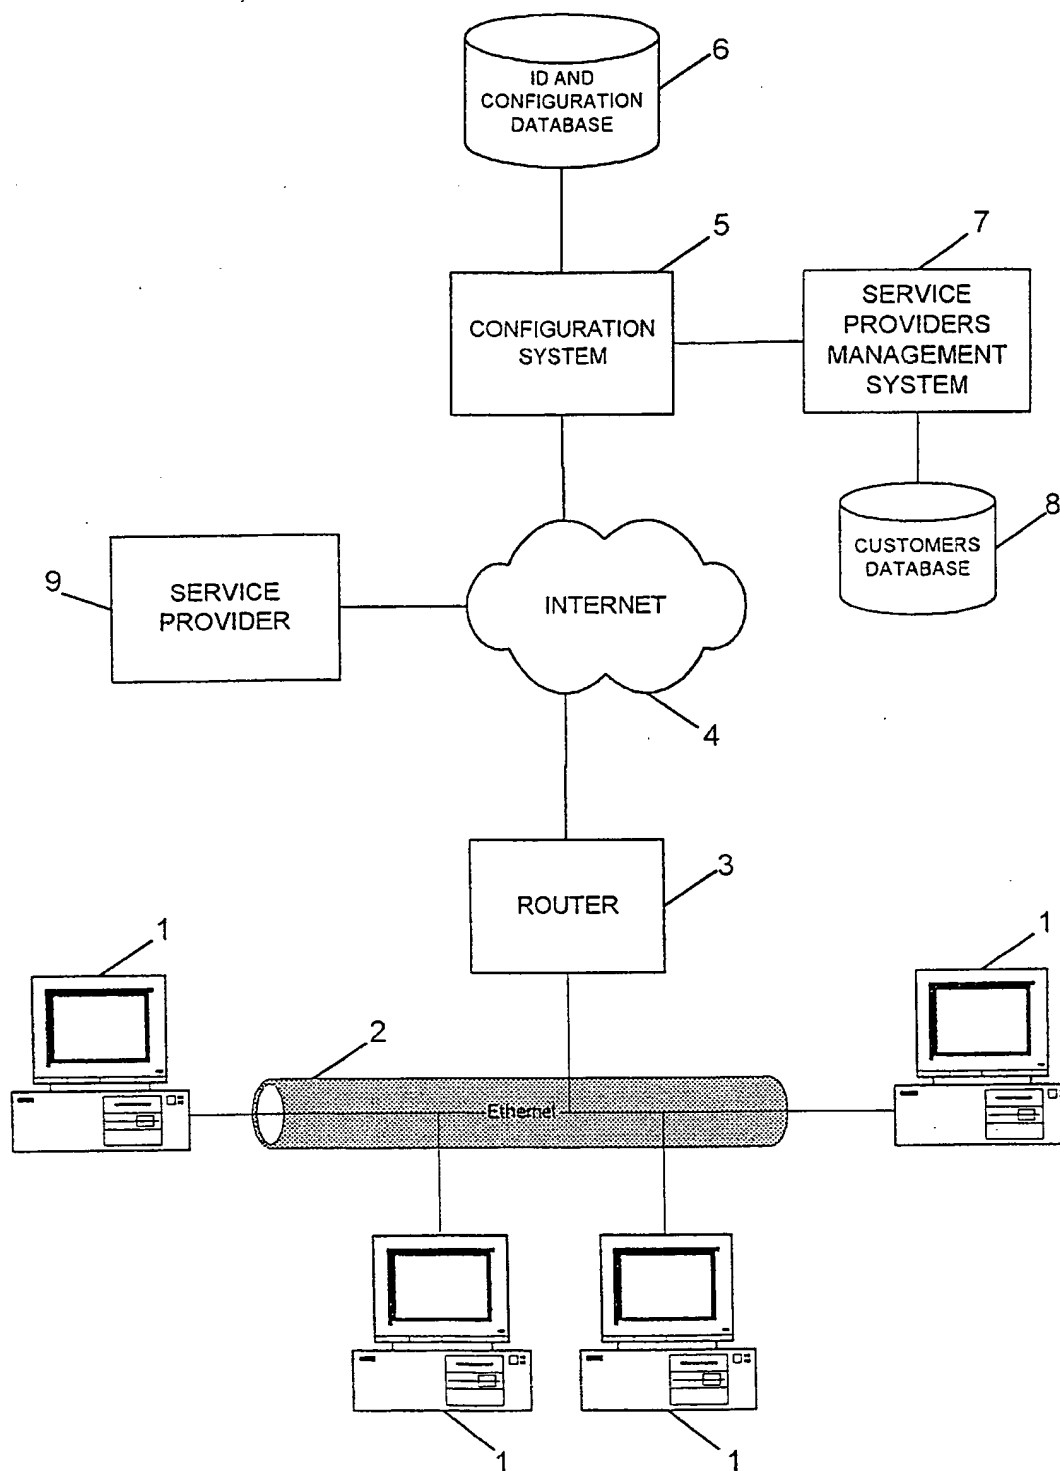 6
ID AND
CONFIGURATION
DATABASE
5
7
CONFIGURATION
SYSTEM
SERVICE
PROVIDERS
MANAGEMENT
SYSTEM
8
CUSTOMERS
DATABASE
9
SERVICE
PROVIDER
INTERNET
4
3
ROUTER
1
1
2
Ethernet
1
1